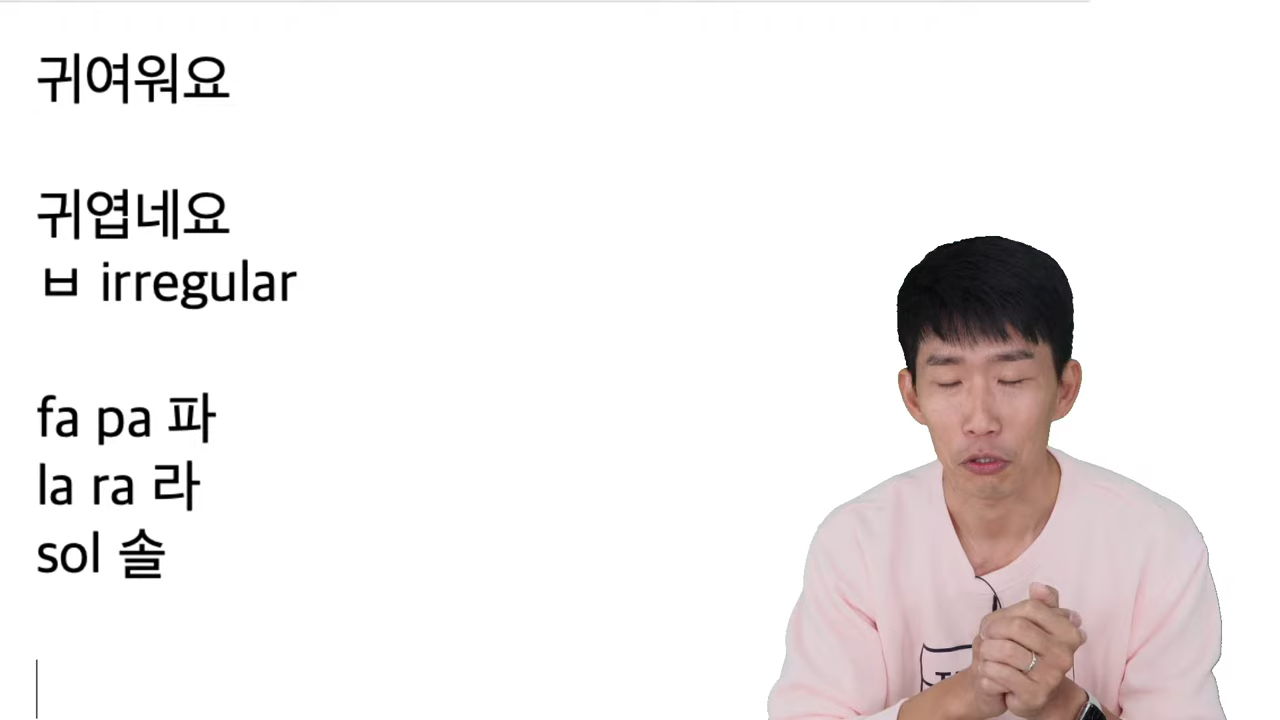 귀여워요
귀엽네요
ㅂ irregular
fa pa 파
la ra 라
sol 솔